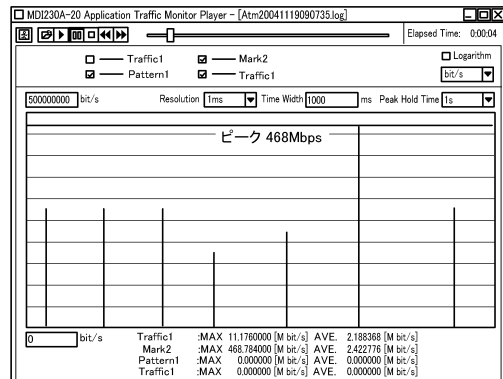 MDI230A-20 Application Traffic Monitor Player - [Atm20041119090735.log]
Elapsed Time: 0:00:04
Traffic1
Mark2
Logarithm
Pattern1
Traffic1
bit/s
500000000 bit/s Resolution 1ms Time Width 1000 ms Peak Hold Time 1s
ピーク 468Mbps
0 bit/s
Traffic1 :MAX 11.1760000 [M bit/s] AVE. 2.188368 [M bit/s]
Mark2 :MAX 468.784000 [M bit/s] AVE. 2.422776 [M bit/s]
Pattern1 :MAX 0.000000 [M bit/s] AVE. 0.000000 [M bit/s]
Traffic1 :MAX 0.000000 [M bit/s] AVE. 0.000000 [M bit/s]